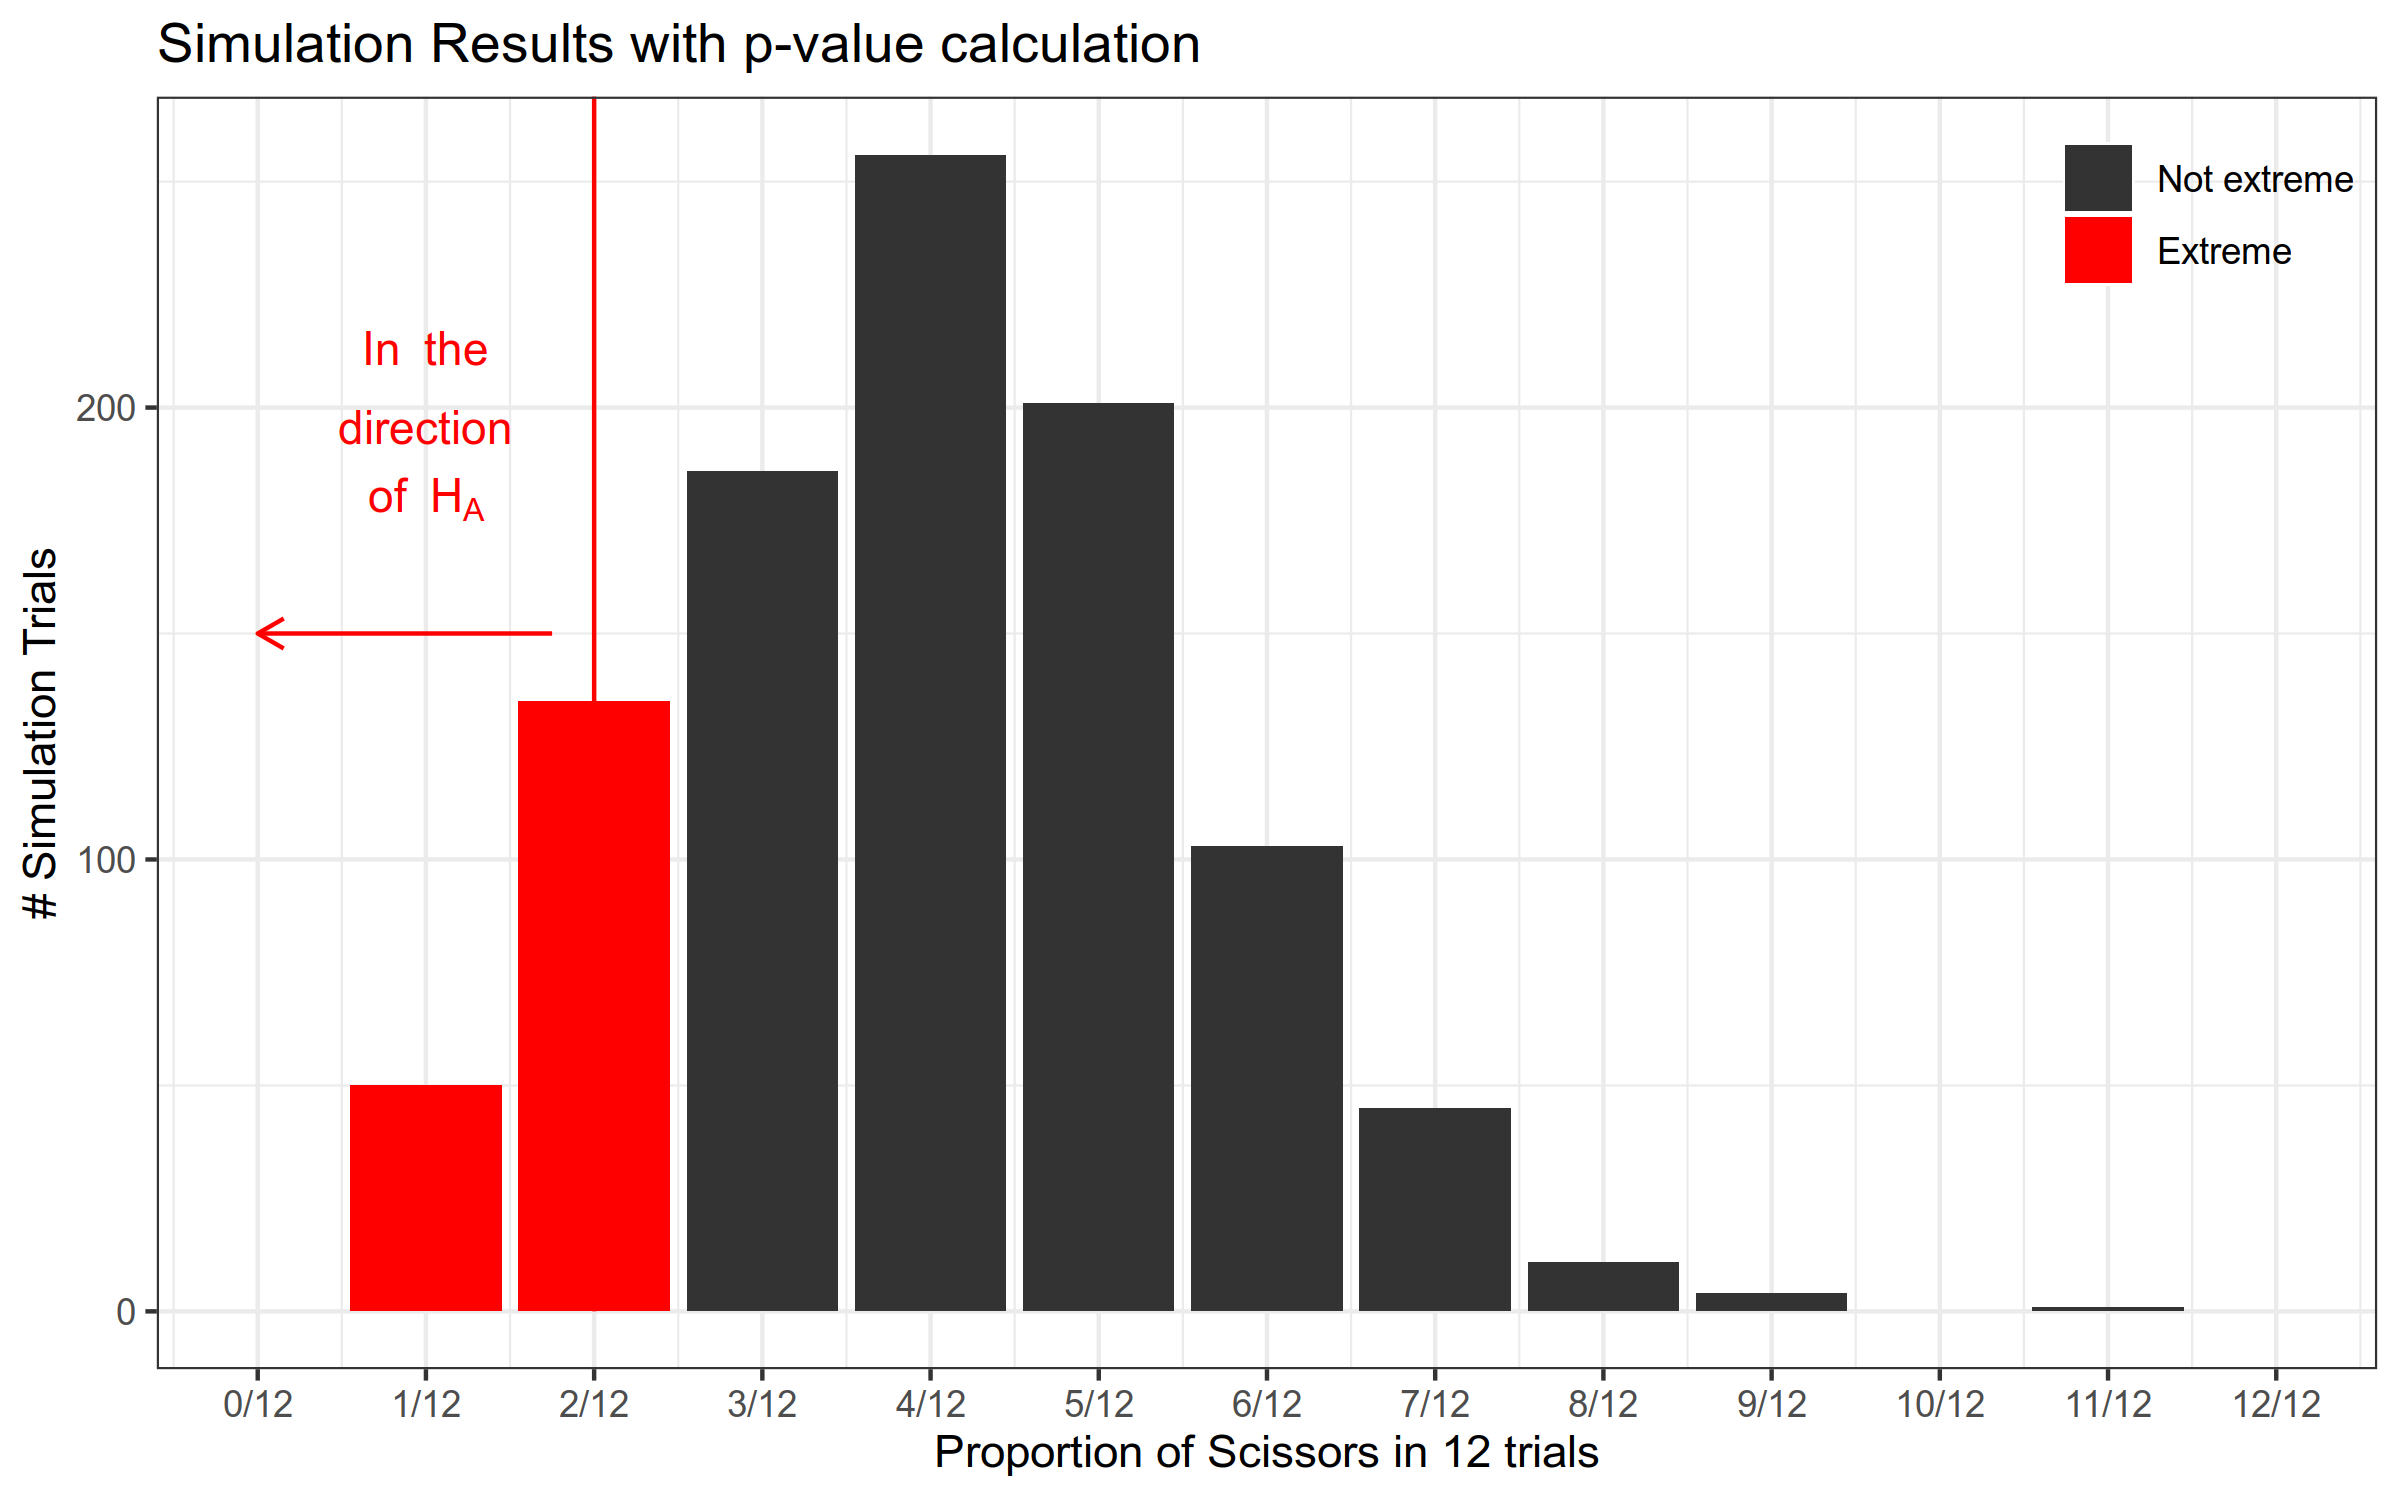 Simulation Results with p-value calculation
Not extreme
Extreme
In the
direction
of HA
# Simulation Trials
200
100
0
0/12 1/12 2/12 3/12 4/12 5/12 6/12 7/12 8/12 9/12 10/12 11/12 12/12
Proportion of Scissors in 12 trials